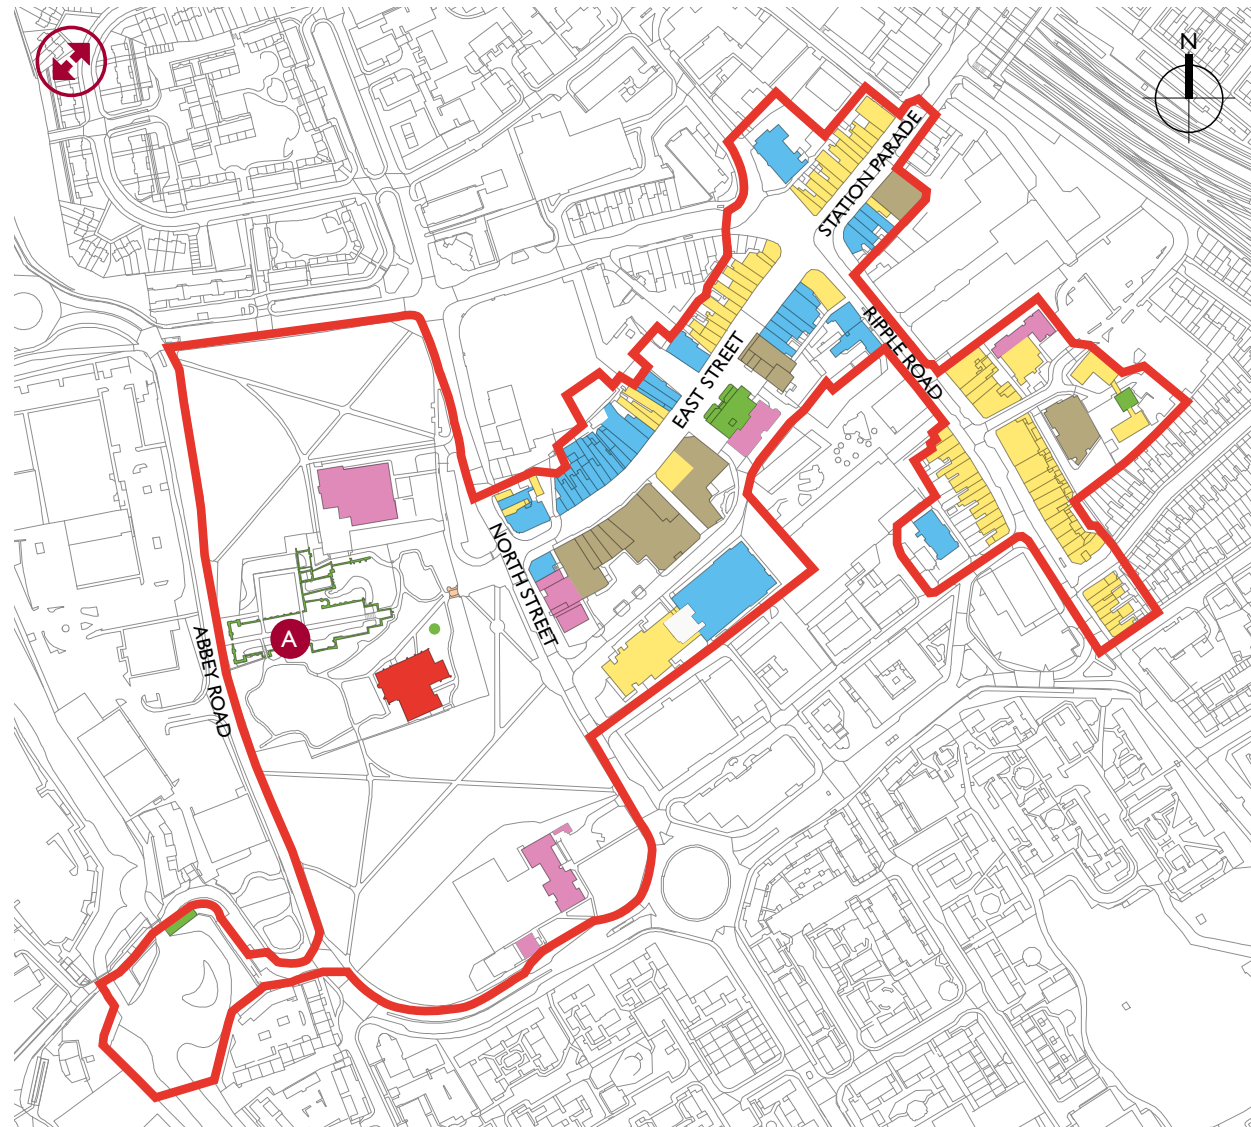 N
STATION PARADE
RIPPLE ROAD
EAST STREET
NORTH STREET
ABBEY ROAD
A